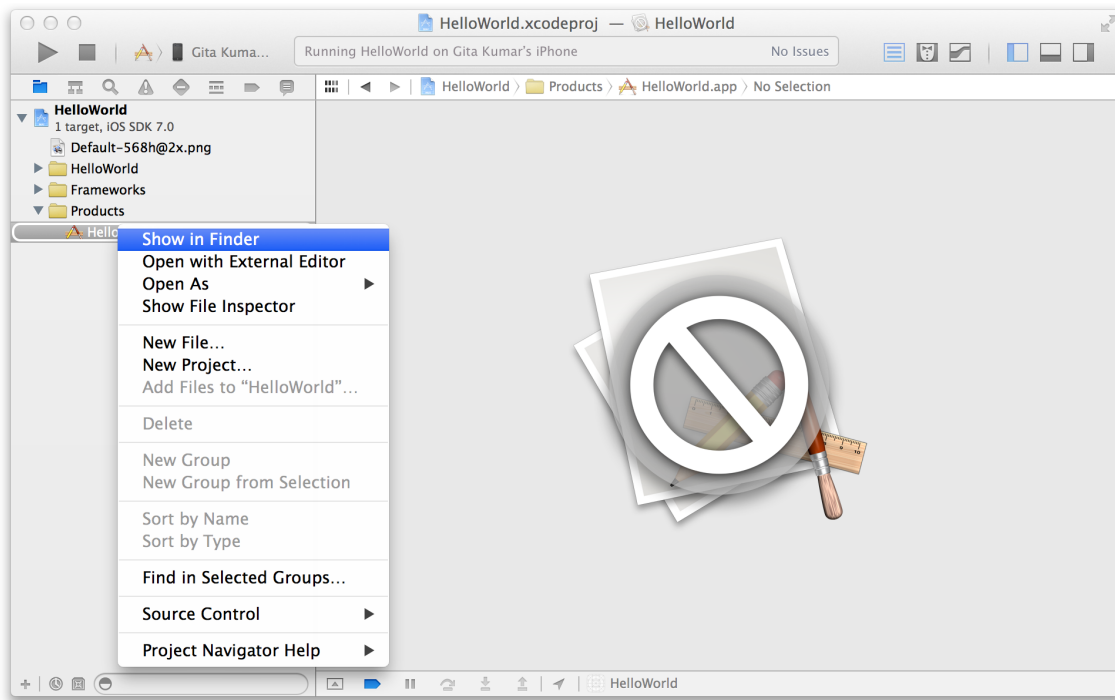 HelloWorld.xcodeproj — HelloWorld
Gita Kuma...
Running HelloWorld on Gita Kumar's iPhone
No Issues
HelloWorld
Products
HelloWorld.app
No Selection
HelloWorld
1 target, iOS SDK 7.0
Default-568h@2x.png
HelloWorld
Frameworks
Products
Hello
Show in Finder
Open with External Editor
Open As
Show File Inspector
New File...
New Project...
Add Files to “HelloWorld”...
Delete
New Group
New Group from Selection
Sort by Name
Sort by Type
Find in Selected Groups...
Source Control
Project Navigator Help
HelloWorld